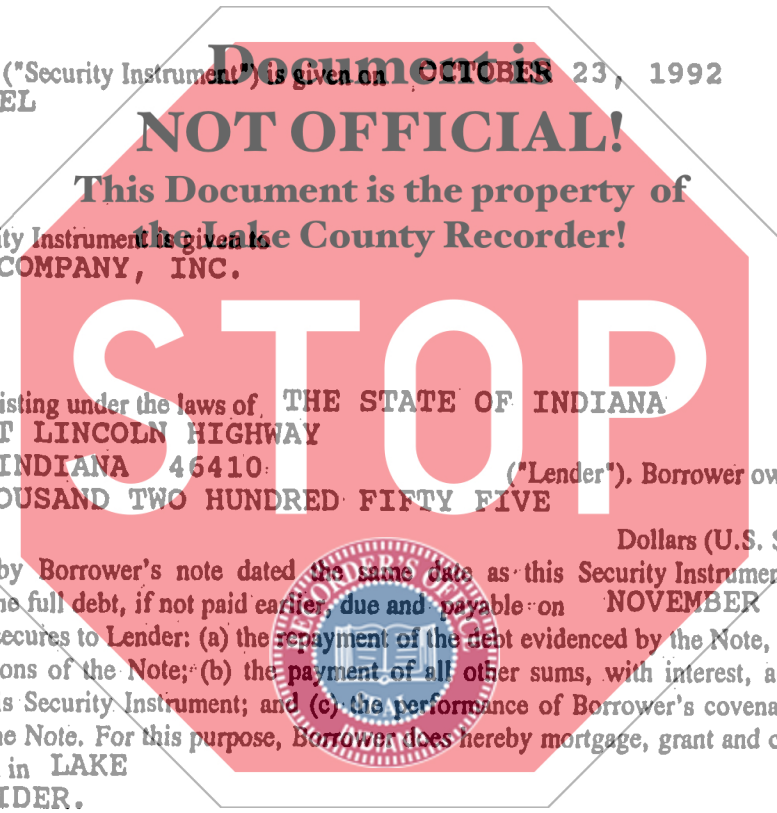 Document is
("Security Instrument") is given on OCTOBER 23, 1992
EL
NOT OFFICIAL!
This Document is the property of
the Lake County Recorder!
ity Instrument is given to
COMPANY, INC.
STOP
isting under the laws of THE STATE OF INDIANA
T LINCOLN HIGHWAY
INDIANA 46410 ("Lender"). Borrower ow
OUSAND TWO HUNDRED FIFTY FIVE
Dollars (U.S. $
by Borrower's note dated the same date as this Security Instrumen
he full debt, if not paid earlier, due and payable on NOVEMBER
secures to Lender: (a) the repayment of the debt evidenced by the Note,
ons of the Note; (b) the payment of all other sums, with interest, a
is Security Instrument; and (c) the performance of Borrower's covena
he Note. For this purpose, Borrower does hereby mortgage, grant and c
in LAKE
IDER.
RECORDER'S OFFICE
SEAL